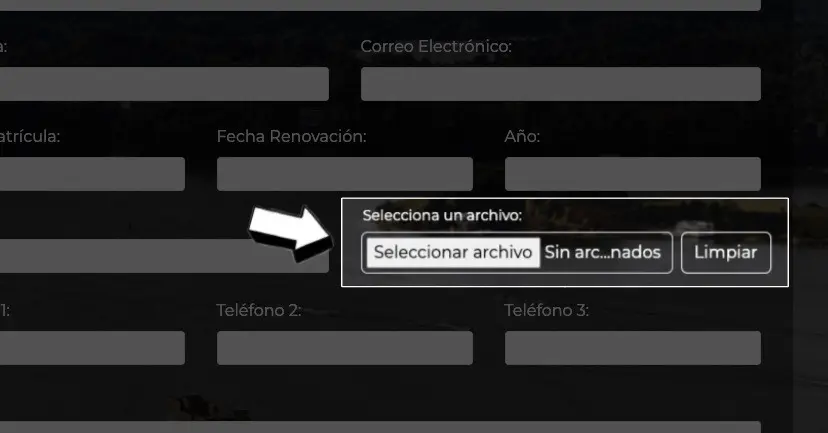 a:
Correo Electrónico:
atrícula:
Fecha Renovación:
Año:
Selecciona un archivo:
Seleccionar archivo Sin arc...nados Limpiar
1:
Teléfono 2:
Teléfono 3: